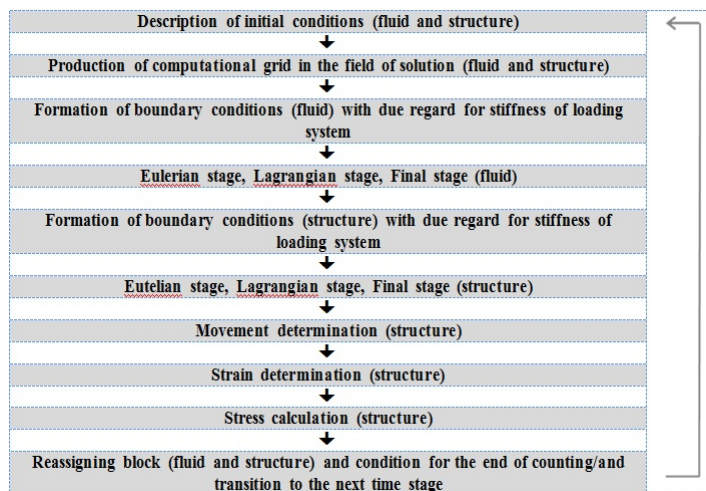 Description of initial conditions (fluid and structure)
Production of computational grid in the field of solution (fluid and structure)
Formation of boundary conditions (fluid) with due regard for stiffness of loading
system
Eulerian stage, Lagrangian stage, Final stage (fluid)
Formation of boundary conditions (structure) with due regard for stiffness of
loading system
Eutelian stage, Lagrangian stage, Final stage (structure)
Movement determination (structure)
Strain determination (structure)
Stress calculation (structure)
Reassigning block (fluid and structure) and condition for the end of counting/and
transition to the next time stage